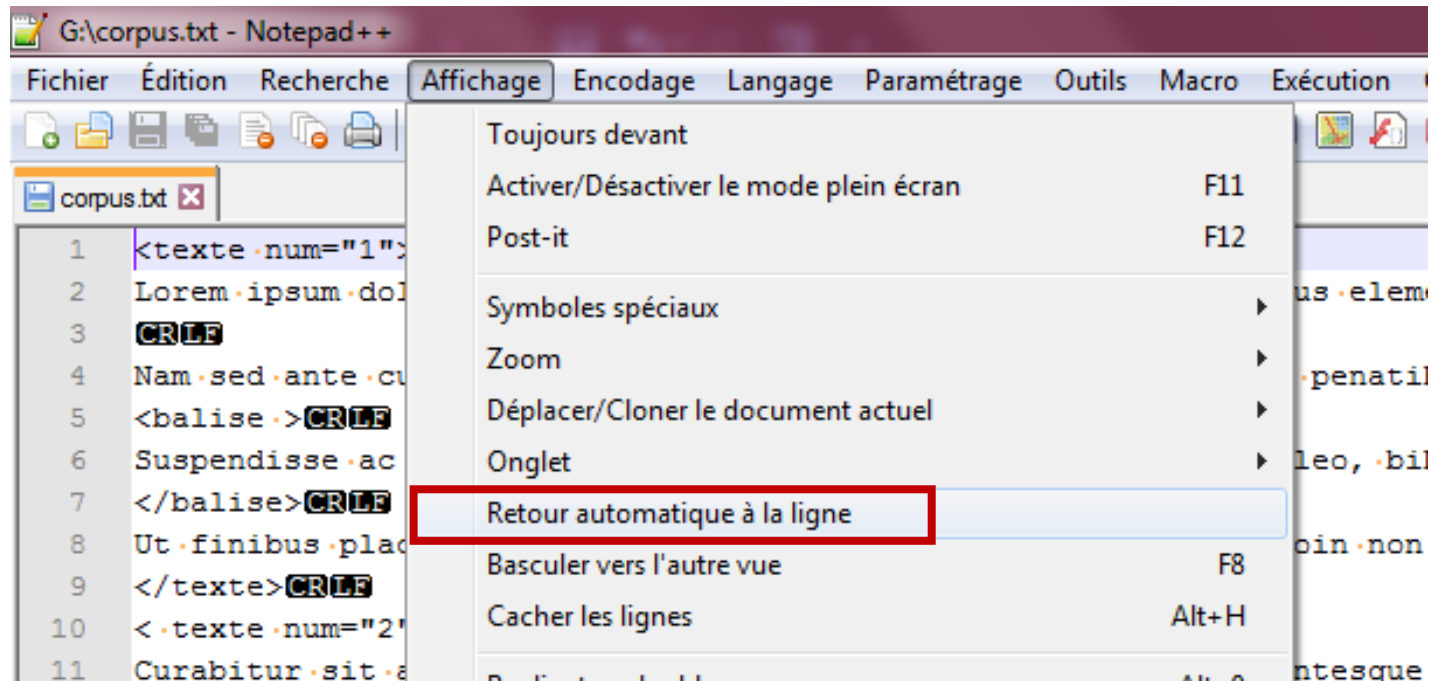 G:\corpus.txt - Notepad++
Fichier Édition Recherche Affichage Encodage Langage Paramétrage Outils Macro Exécution
corpus.txt
Toujours devant
Activer/Désactiver le mode plein écran F11
Post-it F12
Symboles spéciaux
Zoom
Déplacer/Cloner le document actuel
Onglet
Retour automatique à la ligne
Basculer vers l'autre vue F8
Cacher les lignes Alt+H
1 <texte·num="1">
2 Lorem·ipsum·dol us·elem
3 CRLF
4 Nam·sed·ante·cu ·penati
5 <balise·>CRLF
6 Suspendisse·ac leo,·bi
7 </balise>CRLF
8 Ut·finibus·plac oin·non
9 </texte>CRLF
10 <·texte·num="2"
11 Curabitur·sit·a ntesque